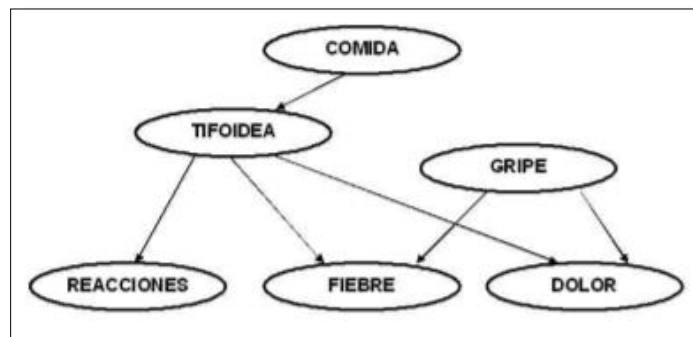 COMIDA
TIFOIDEA
GRIPE
REACCIONES
FIEBRE
DOLOR